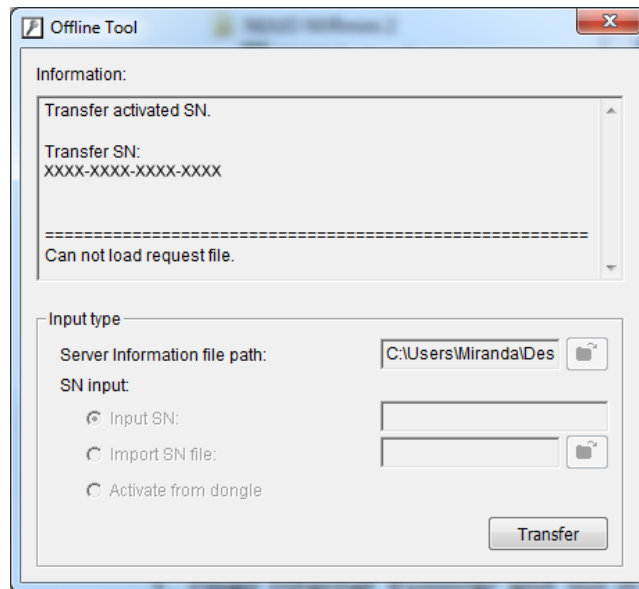 Offline Tool
Information:
Transfer activated SN.
Transfer SN:
XXXX-XXXX-XXXX-XXXX
========================================================
Can not load request file.
Input type
Server Information file path:
C:\Users\Miranda\Des
SN input:
Input SN:
Import SN file:
Activate from dongle
Transfer